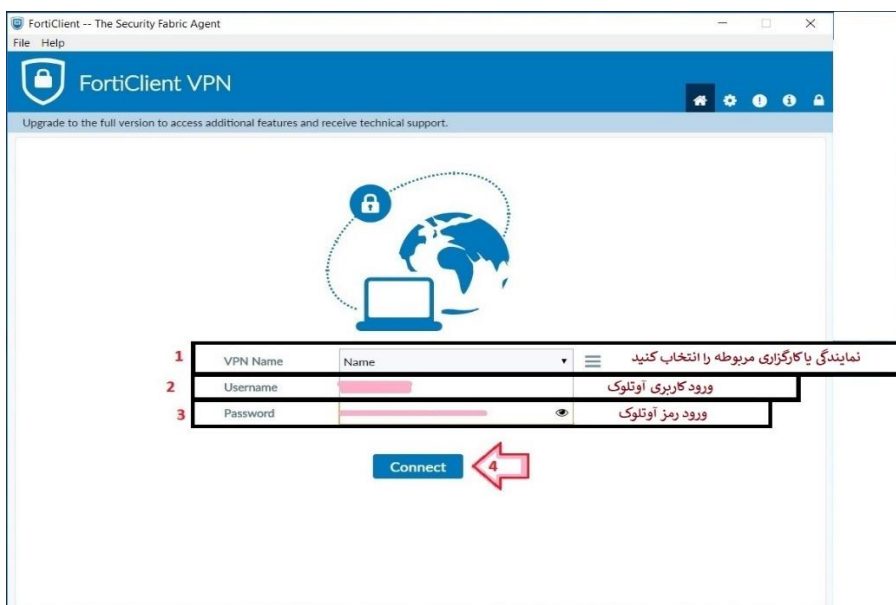 FortiClient -- The Security Fabric Agent
File Help
FortiClient VPN
Upgrade to the full version to access additional features and receive technical support.
1 VPN Name Name نمایندگی یا کارگزاری مربوطه را انتخاب کنید
2 Username ورود کاربری آوتلوک
3 Password ورود رمز آوتلوک
Connect 4